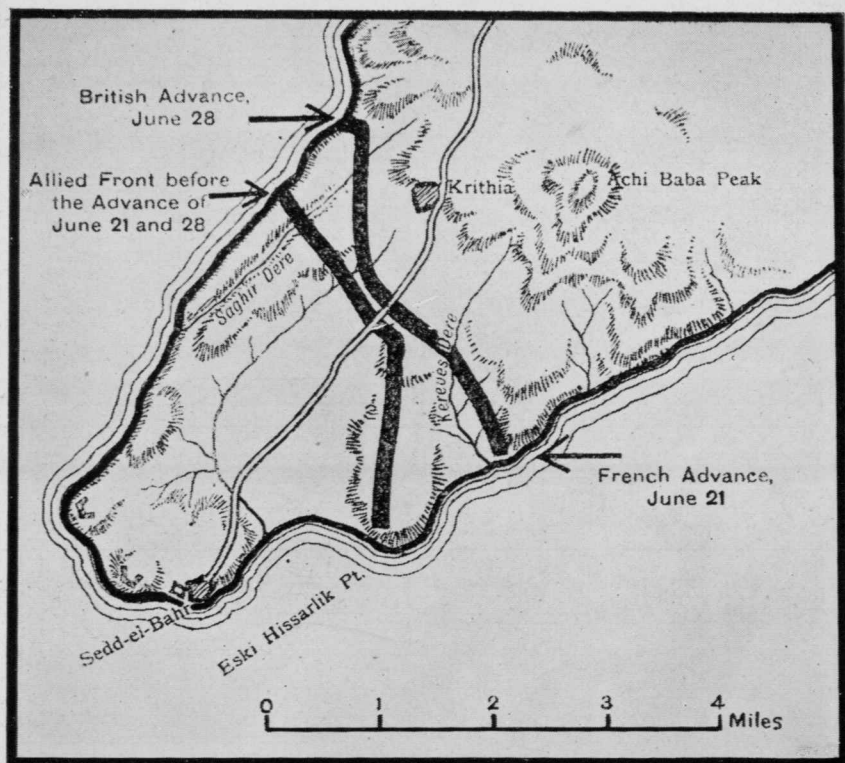 British Advance,
June 28
Allied Front before
the Advance of
June 21 and 28
Krithia
Achi Baba Peak
Saghir Dere
Kereves Dere
French Advance,
June 21
Sedd-el-Bahr
Eski Hissarlik Pt.
0 1 2 3 4
Miles